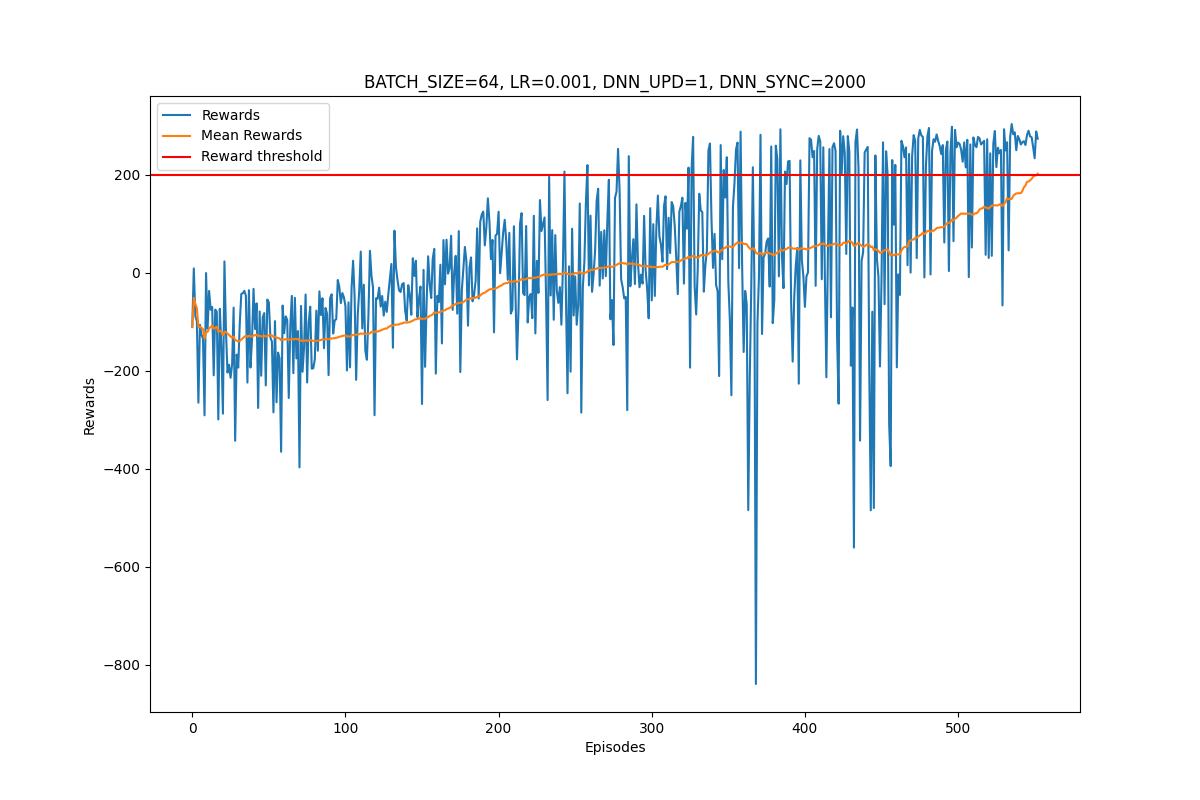 BATCH_SIZE=64, LR=0.001, DNN_UPD=1, DNN_SYNC=2000
Rewards
Mean Rewards
Reward threshold
200
0
−200
−400
−600
−800
Rewards
0
100
200
300
400
500
Episodes